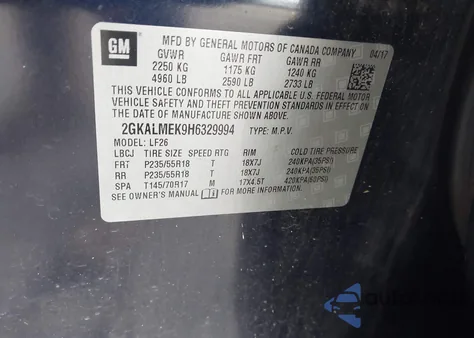 GM
MFD BY GENERAL MOTORS OF CANADA COMPANY 04/17
GVWR GAWR FRT GAWR RR
2250 KG 1175 KG 1240 KG
4960 LB 2590 LB 2733 LB
THIS VEHICLE CONFORMS TO ALL APPLICABLE U.S. FEDERAL
MOTOR VEHICLE SAFETY AND THEFT PREVENTION STANDARDS IN EFFECT
ON THE DATE OF MANUFACTURE SHOWN ABOVE.
2GKALMEK9H6329994 TYPE: M.P.V.
MODEL: LF26
LBCJ TIRE SIZE SPEED RTG RIM COLD TIRE PRESSURE
FRT P235/55R18 T 18X7J 240KPA(35PSI)
RR P235/55R18 T 18X7J 240KPA(35PSI)
SPA T145/70R17 M 17X4.5T 420KPA(60PSI)
SEE OWNER'S MANUAL FOR MORE INFORMATION.